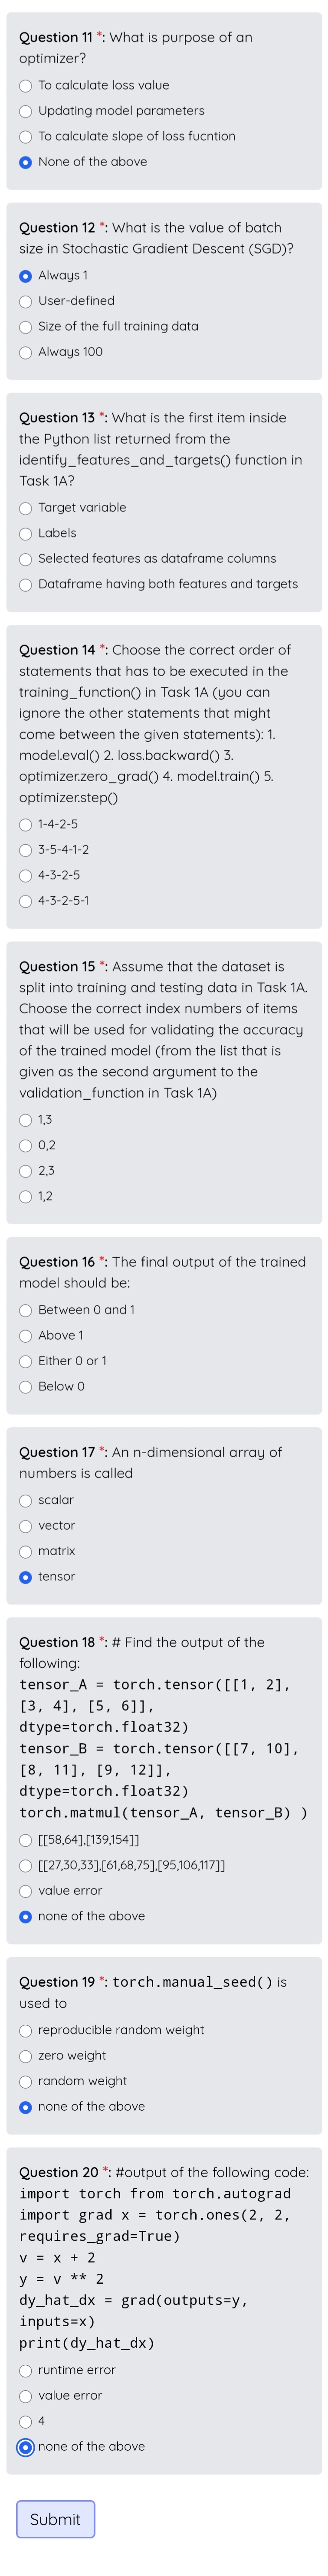 Question 11 *: What is purpose of an
optimizer?
To calculate loss value
Updating model parameters
To calculate slope of loss fucntion
None of the above
Question 12 *: What is the value of batch
size in Stochastic Gradient Descent (SGD)?
Always 1
User-defined
Size of the full training data
Always 100
Question 13 *: What is the first item inside
the Python list returned from the
identify_features_and_targets() function in
Task 1A?
Target variable
Labels
Selected features as dataframe columns
Dataframe having both features and targets
Question 14 *: Choose the correct order of
statements that has to be executed in the
training_function() in Task 1A (you can
ignore the other statements that might
come between the given statements): 1.
model.eval() 2. loss.backward() 3.
optimizer.zero_grad() 4. model.train() 5.
optimizer.step()
1-4-2-5
3-5-4-1-2
4-3-2-5
4-3-2-5-1
Question 15 *: Assume that the dataset is
split into training and testing data in Task 1A.
Choose the correct index numbers of items
that will be used for validating the accuracy
of the trained model (from the list that is
given as the second argument to the
validation_function in Task 1A)
1,3
0,2
2,3
1,2
Question 16 *: The final output of the trained
model should be:
Between 0 and 1
Above 1
Either 0 or 1
Below 0
Question 17 *: An n-dimensional array of
numbers is called
scalar
vector
matrix
tensor
Question 18 *: # Find the output of the
following:
tensor_A = torch.tensor([[1, 2],
[3, 4], [5, 6]],
dtype=torch.float32)
tensor_B = torch.tensor([[7, 10],
[8, 11], [9, 12]],
dtype=torch.float32)
torch.matmul(tensor_A, tensor_B) )
[[58,64],[139,154]]
[[27,30,33],[61,68,75],[95,106,117]]
value error
none of the above
Question 19 *: torch.manual_seed() is
used to
reproducible random weight
zero weight
random weight
none of the above
Question 20 *: #output of the following code:
import torch from torch.autograd
import grad x = torch.ones(2, 2,
requires_grad=True)
v = x + 2
y = v ** 2
dy_hat_dx = grad(outputs=y,
inputs=x)
print(dy_hat_dx)
runtime error
value error
4
none of the above
Submit